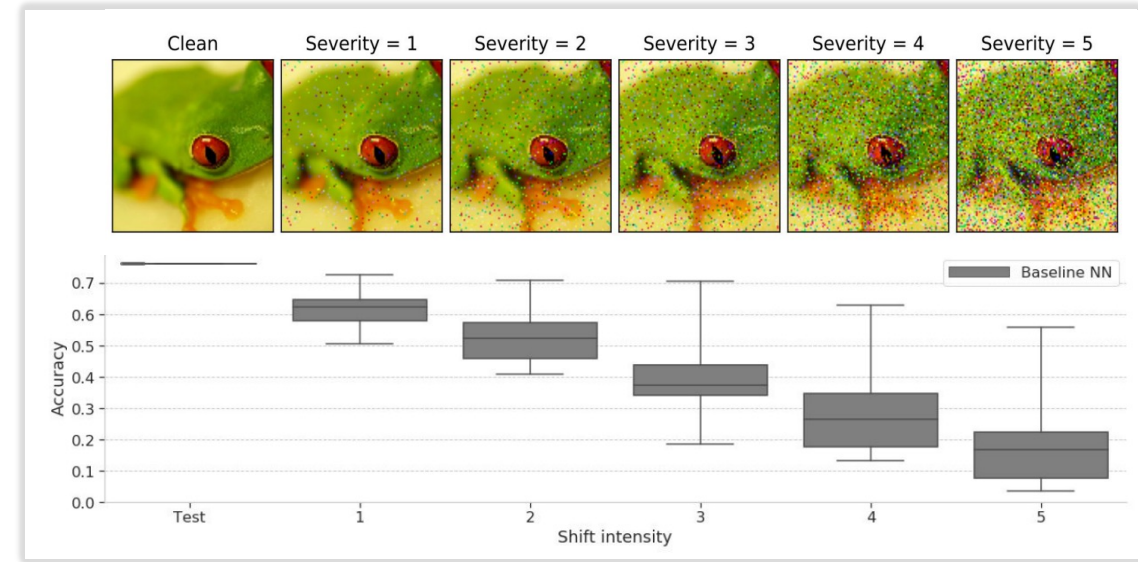 Clean Severity = 1 Severity = 2 Severity = 3 Severity = 4 Severity = 5
Baseline NN
0.7
0.6
0.5
0.4
0.3
0.2
0.1
0.0
Accuracy
Test 1 2 3 4 5
Shift intensity